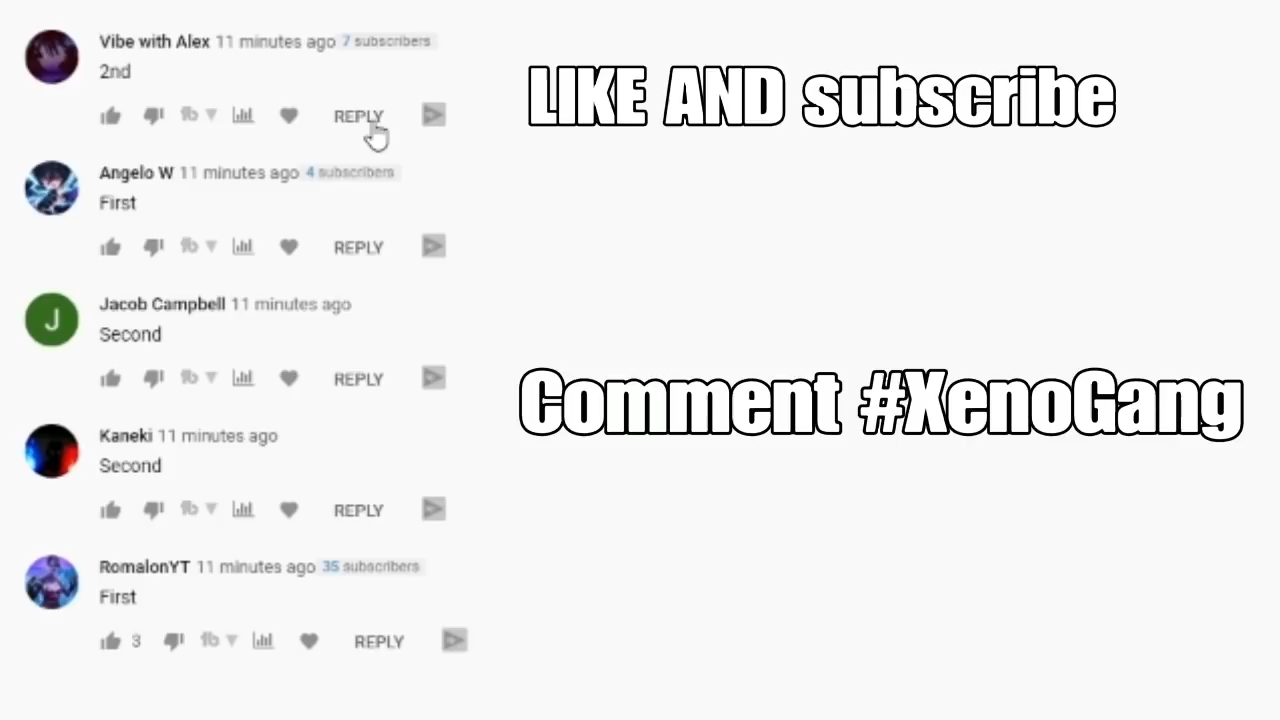 Vibe with Alex 11 minutes ago 7 subscribers
2nd
REPLY
LIKE AND subscribe
Angelo W 11 minutes ago 4 subscribers
First
REPLY
Jacob Campbell 11 minutes ago
J
Second
REPLY
Comment #XenoGang
Kaneki 11 minutes ago
Second
REPLY
RomalonYT 11 minutes ago 35 subscribers
First
3 REPLY